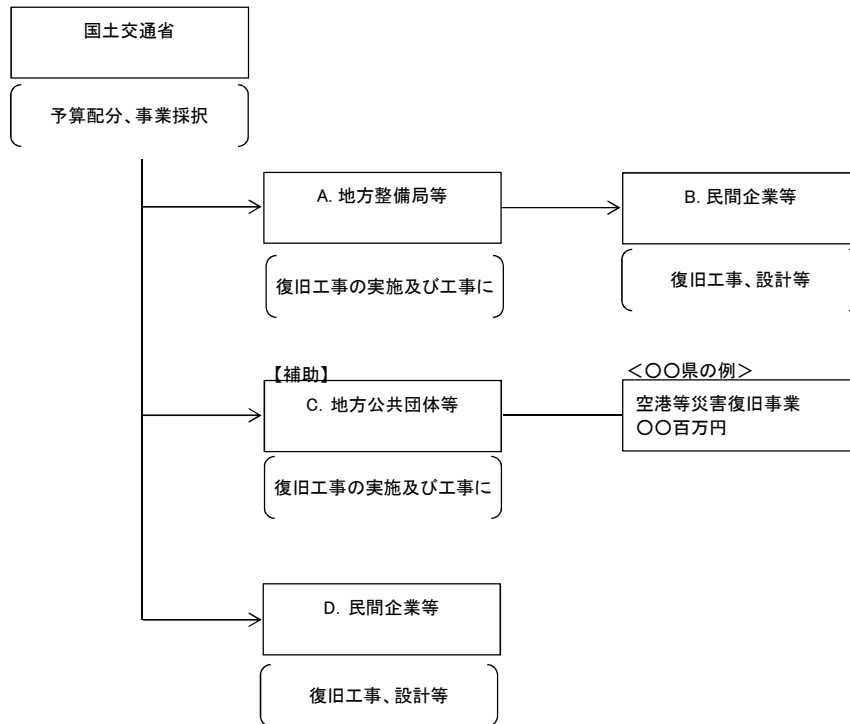 国土交通省
予算配分、事業採択
A. 地方整備局等
B. 民間企業等
復旧工事の実施及び工事に
復旧工事、設計等
【補助】
＜〇〇県の例＞
C. 地方公共団体等
空港等災害復旧事業
〇〇百万円
復旧工事の実施及び工事に
D. 民間企業等
復旧工事、設計等